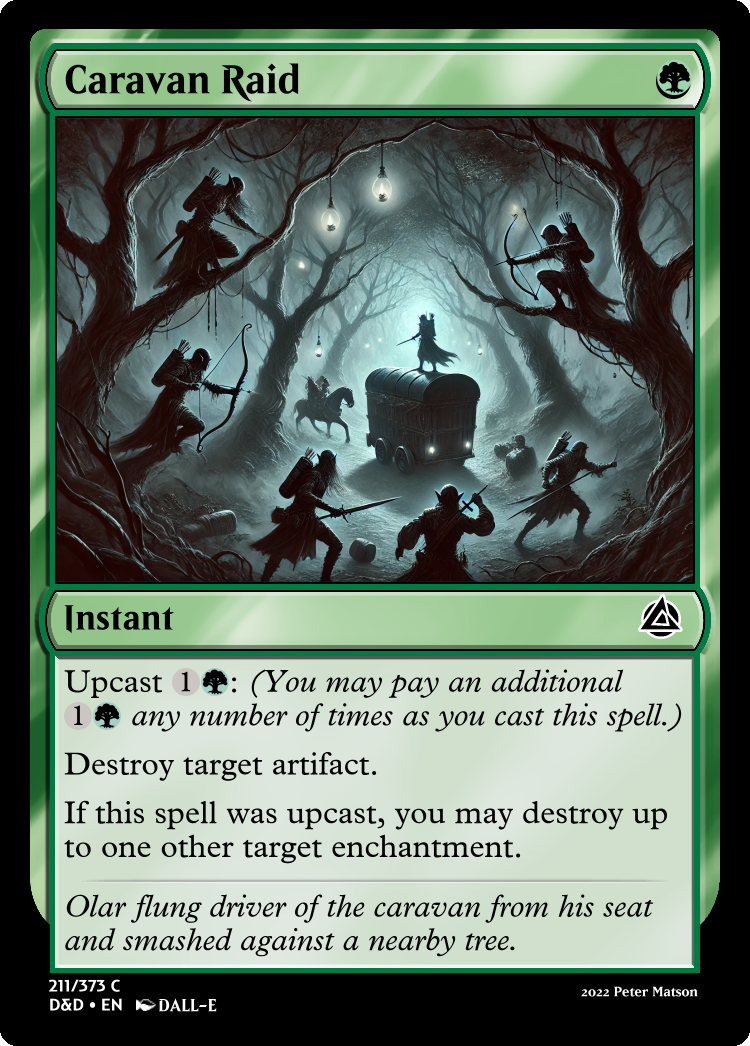 Caravan Raid
Instant
Upcast 1: (You may pay an additional
1 any number of times as you cast this spell.)
Destroy target artifact.
If this spell was upcast, you may destroy up
to one other target enchantment.
Olar flung driver of the caravan from his seat
and smashed against a nearby tree.
211/373 C
D&D • EN DALL-E
2022 Peter Matson